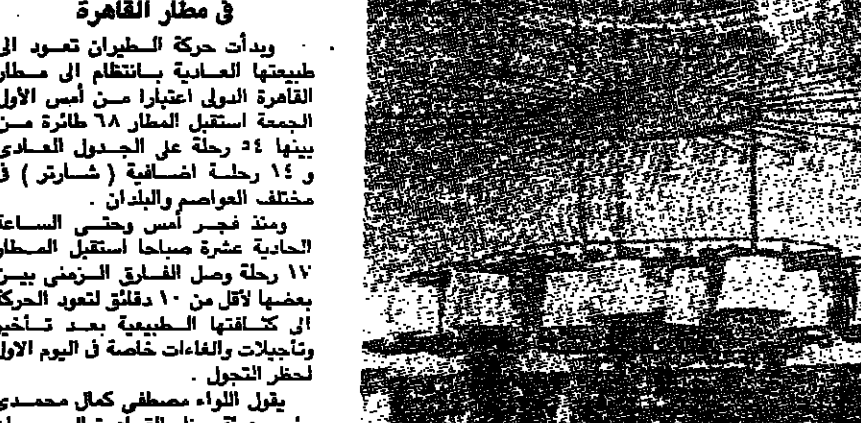 في مطار القاهرة
وبدأت حركة الطيران تعود الى
طبيعتها العادية بانتظام الى مطار
القاهرة الدولى اعتبارا من أمس الأول
الجمعة استقبل المطار ٦٨ طائرة من
بينها ٥٤ رحلة على الجدول العادى
و ١٤ رحلة اضافية ( شارتر ) فى
مختلف العواصم والبلدان .
ومنذ فجر أمس وحتى الساعة
الحادية عشرة صباحا استقبل المطار
١٧ رحلة وصل الفارق الزمنى بين
بعضها لأقل من ١٠ دقائق لتعود الحركة
الى كثافتها الطبيعية بعد تأخير
وتأجيلات والغاءات خاصة فى اليوم الاول
لحظر التجول .
يقول اللواء مصطفى كمال محمدى